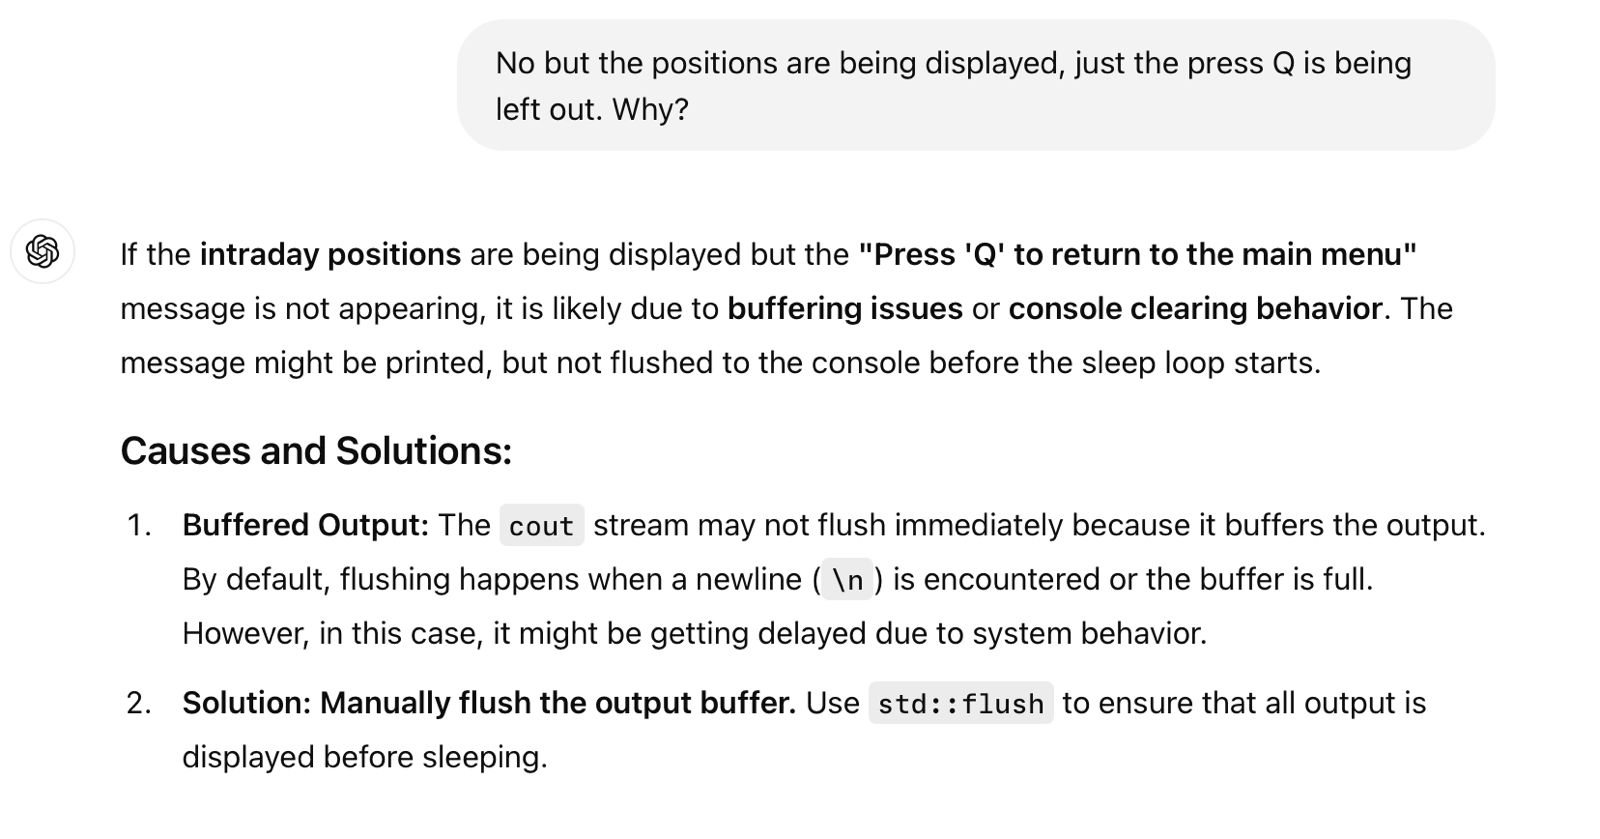 No but the positions are being displayed, just the press Q is being
left out. Why?
If the intraday positions are being displayed but the "Press 'Q' to return to the main menu"
message is not appearing, it is likely due to buffering issues or console clearing behavior. The
message might be printed, but not flushed to the console before the sleep loop starts.
Causes and Solutions:
1. Buffered Output: The cout stream may not flush immediately because it buffers the output.
By default, flushing happens when a newline ( \n ) is encountered or the buffer is full.
However, in this case, it might be getting delayed due to system behavior.
2. Solution: Manually flush the output buffer. Use std::flush to ensure that all output is
displayed before sleeping.